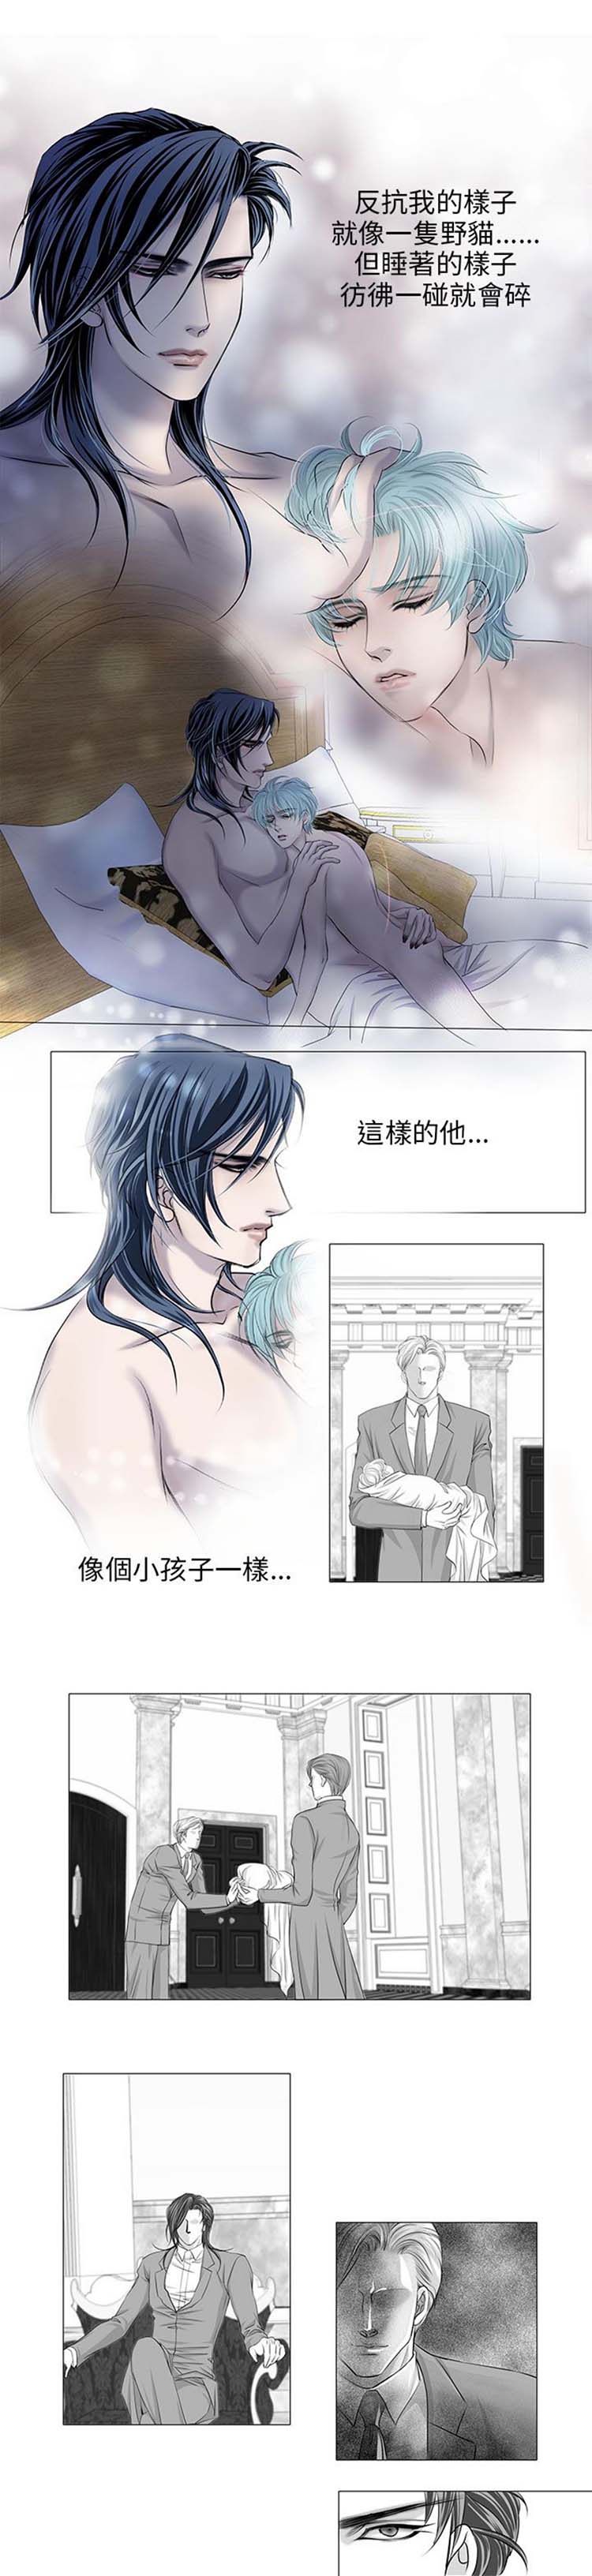 反抗我的樣子
就像一隻野貓……
但睡著的樣子
彷彿一碰就會碎
這樣的他…
像個小孩子一樣…